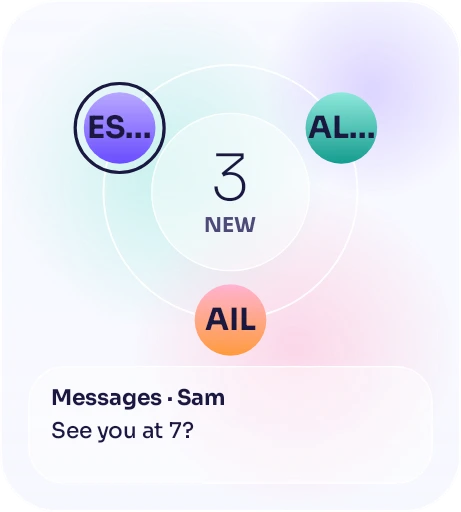 ES...
AL...
3
NEW
AIL
Messages · Sam
See you at 7?